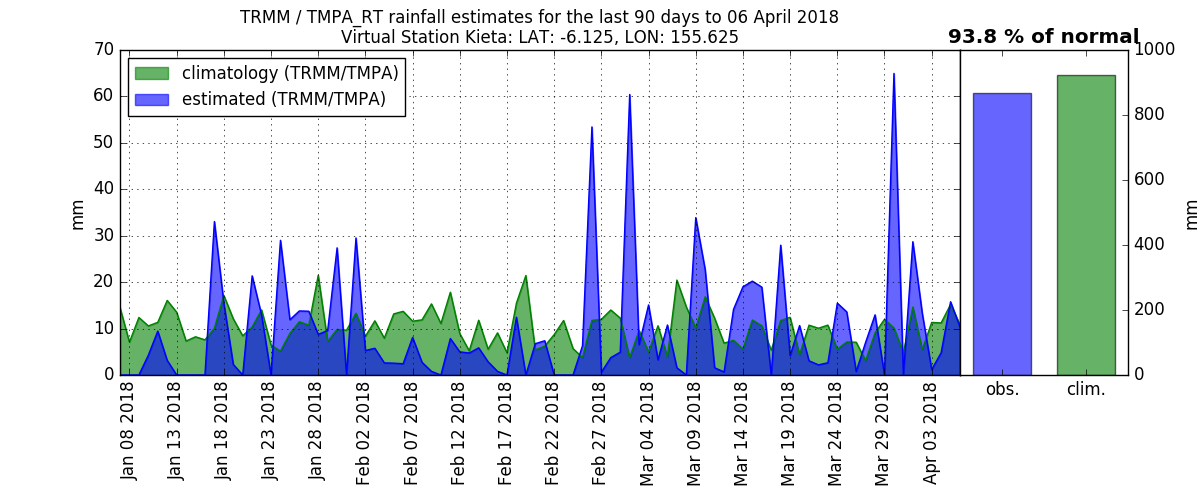 TRMM / TMPA_RT rainfall estimates for the last 90 days to 06 April 2018
Virtual Station Kieta: LAT: -6.125, LON: 155.625
93.8 % of normal
climatology (TRMM/TMPA)
estimated (TRMM/TMPA)
mm
70
60
50
40
30
20
10
0
Jan 08 2018
Jan 13 2018
Jan 18 2018
Jan 23 2018
Jan 28 2018
Feb 02 2018
Feb 07 2018
Feb 12 2018
Feb 17 2018
Feb 22 2018
Feb 27 2018
Mar 04 2018
Mar 09 2018
Mar 14 2018
Mar 19 2018
Mar 24 2018
Mar 29 2018
Apr 03 2018
obs.
clim.
1000
800
600
400
200
0
mm